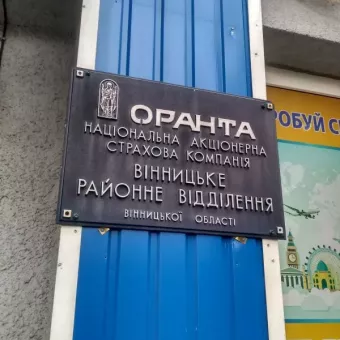 ОРАНТА
НАЦІОНАЛЬНА АКЦІОНЕРНА
СТРАХОВА КОМПАНІЯ
ВІННИЦЬКЕ
РАЙОННЕ ВІДДІЛЕННЯ
ВІННИЦЬКОЇ ОБЛАСТІ